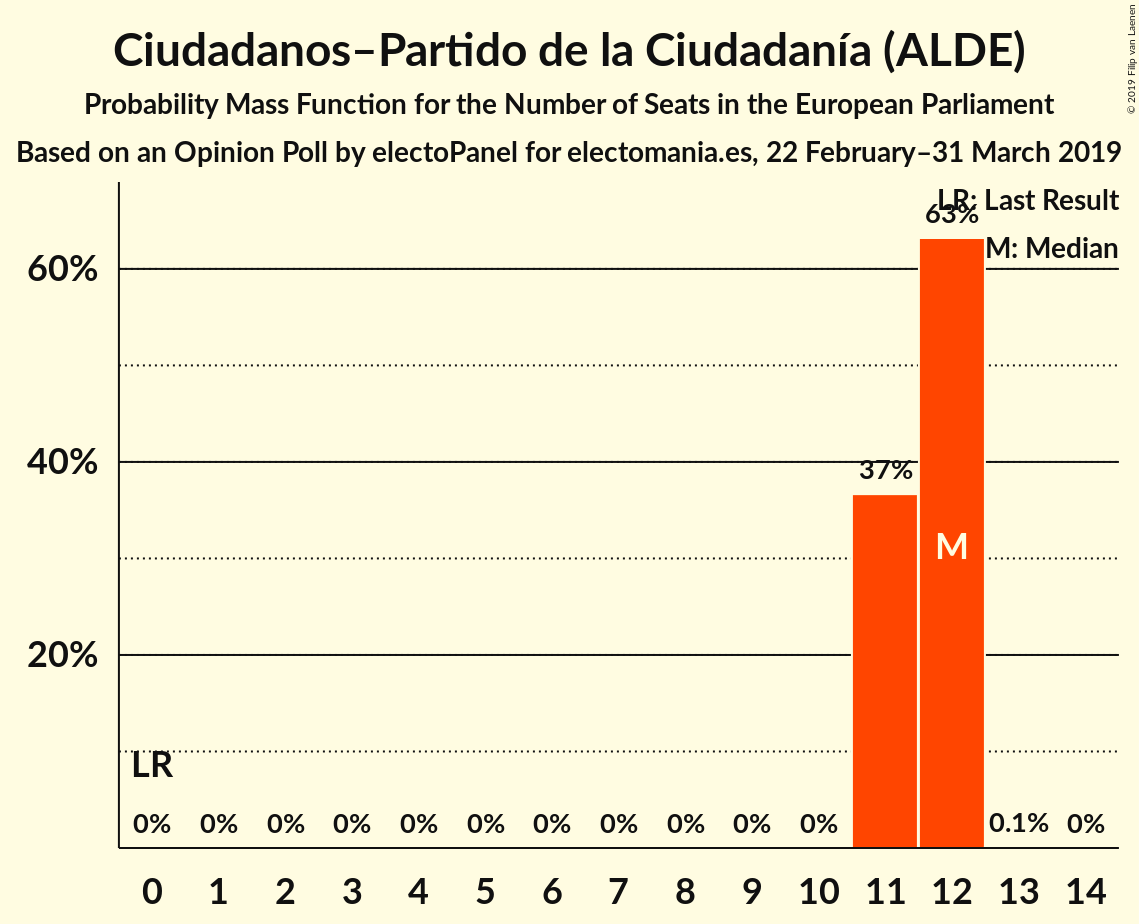 Ciudadanos–Partido de la Ciudadanía (ALDE)
Probability Mass Function for the Number of Seats in the European Parliament
Based on an Opinion Poll by electoPanel for electomania.es, 22 February–31 March 2019
© 2019 Filip van Laenen
LR: Last Result
M: Median
63%
60%
40%
37%
M
20%
LR
0% 0% 0% 0% 0% 0% 0% 0% 0% 0% 0% 0.1% 0%
0 1 2 3 4 5 6 7 8 9 10 11 12 13 14